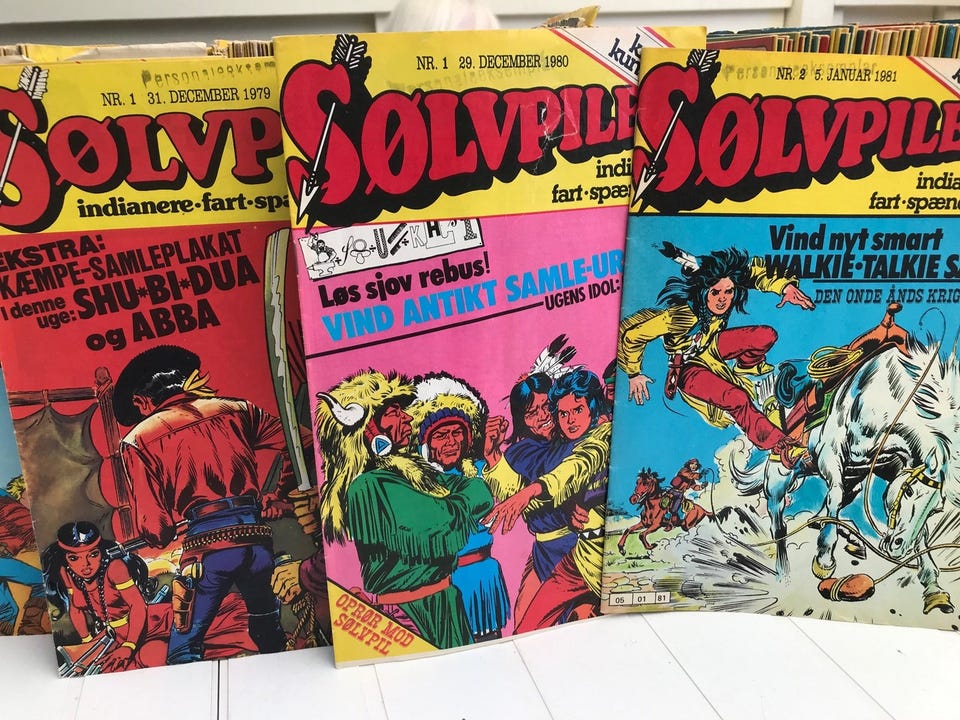 NR. 1 31. DECEMBER 1979
SØLVP
indianere·fart·spæ
EKSTRA:
KÆMPE-SAMLEPLAKAT
I denne uge: SHU*BI*DUA
og ABBA
NR. 1 29. DECEMBER 1980
kun
SØLVPILE
indi
fart·spæn
Løs sjov rebus!
VIND ANTIKT SAMLE-UR
UGENS IDOL:
OPRØR MOD
SØLVPIL
Personaleeksemplar
NR. 2 5. JANUAR 1981
SØLVPILE
india
fart·spænd
Vind nyt smart
WALKIE·TALKIE S
DEN ONDE ÅNDS KRIG
05 01 81